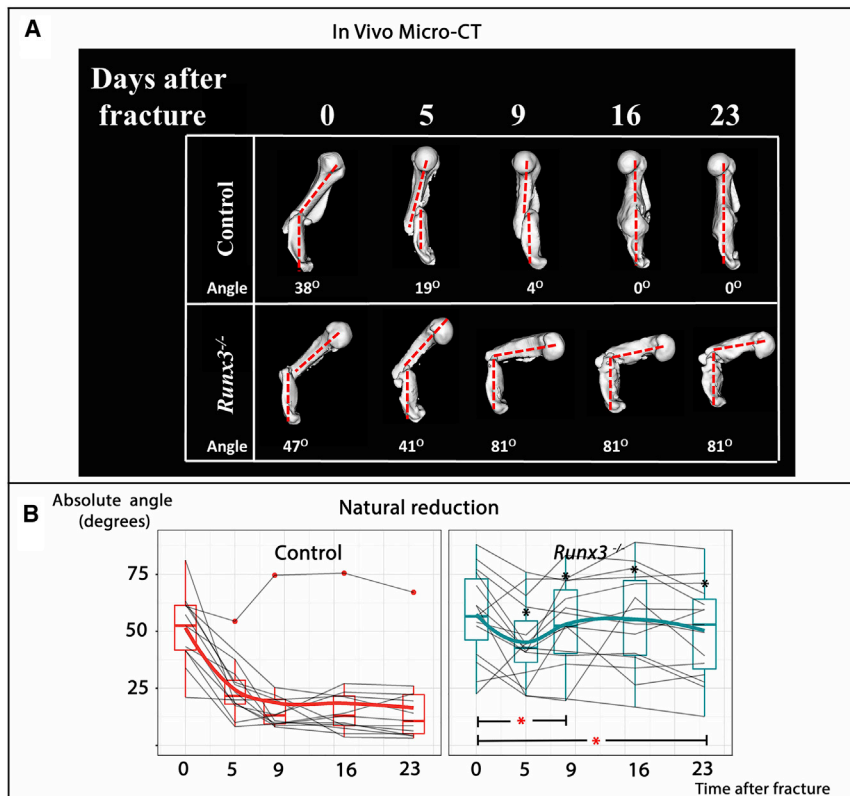 A
In Vivo Micro-CT
Days after
fracture 0 5 9 16 23
Control
Angle 38° 19° 4° 0° 0°
Runx3-/-
Angle 47° 41° 81° 81° 81°
B
Absolute angle
(degrees)
Natural reduction
Control
Runx3 -/-
75
50
25
*
*
*
*
*
*
0 5 9 16 23
0 5 9 16 23
Time after fracture